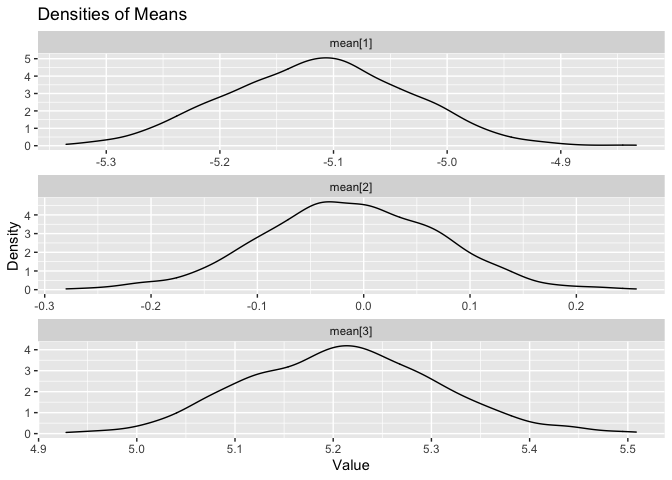 Densities of Means
mean[1]
5
4
3
2
1
0
-5.3 -5.2 -5.1 -5.0 -4.9
mean[2]
4
3
2
1
0
-0.3 -0.2 -0.1 0.0 0.1 0.2
Density
mean[3]
4
3
2
1
0
4.9 5.0 5.1 5.2 5.3 5.4 5.5
Value